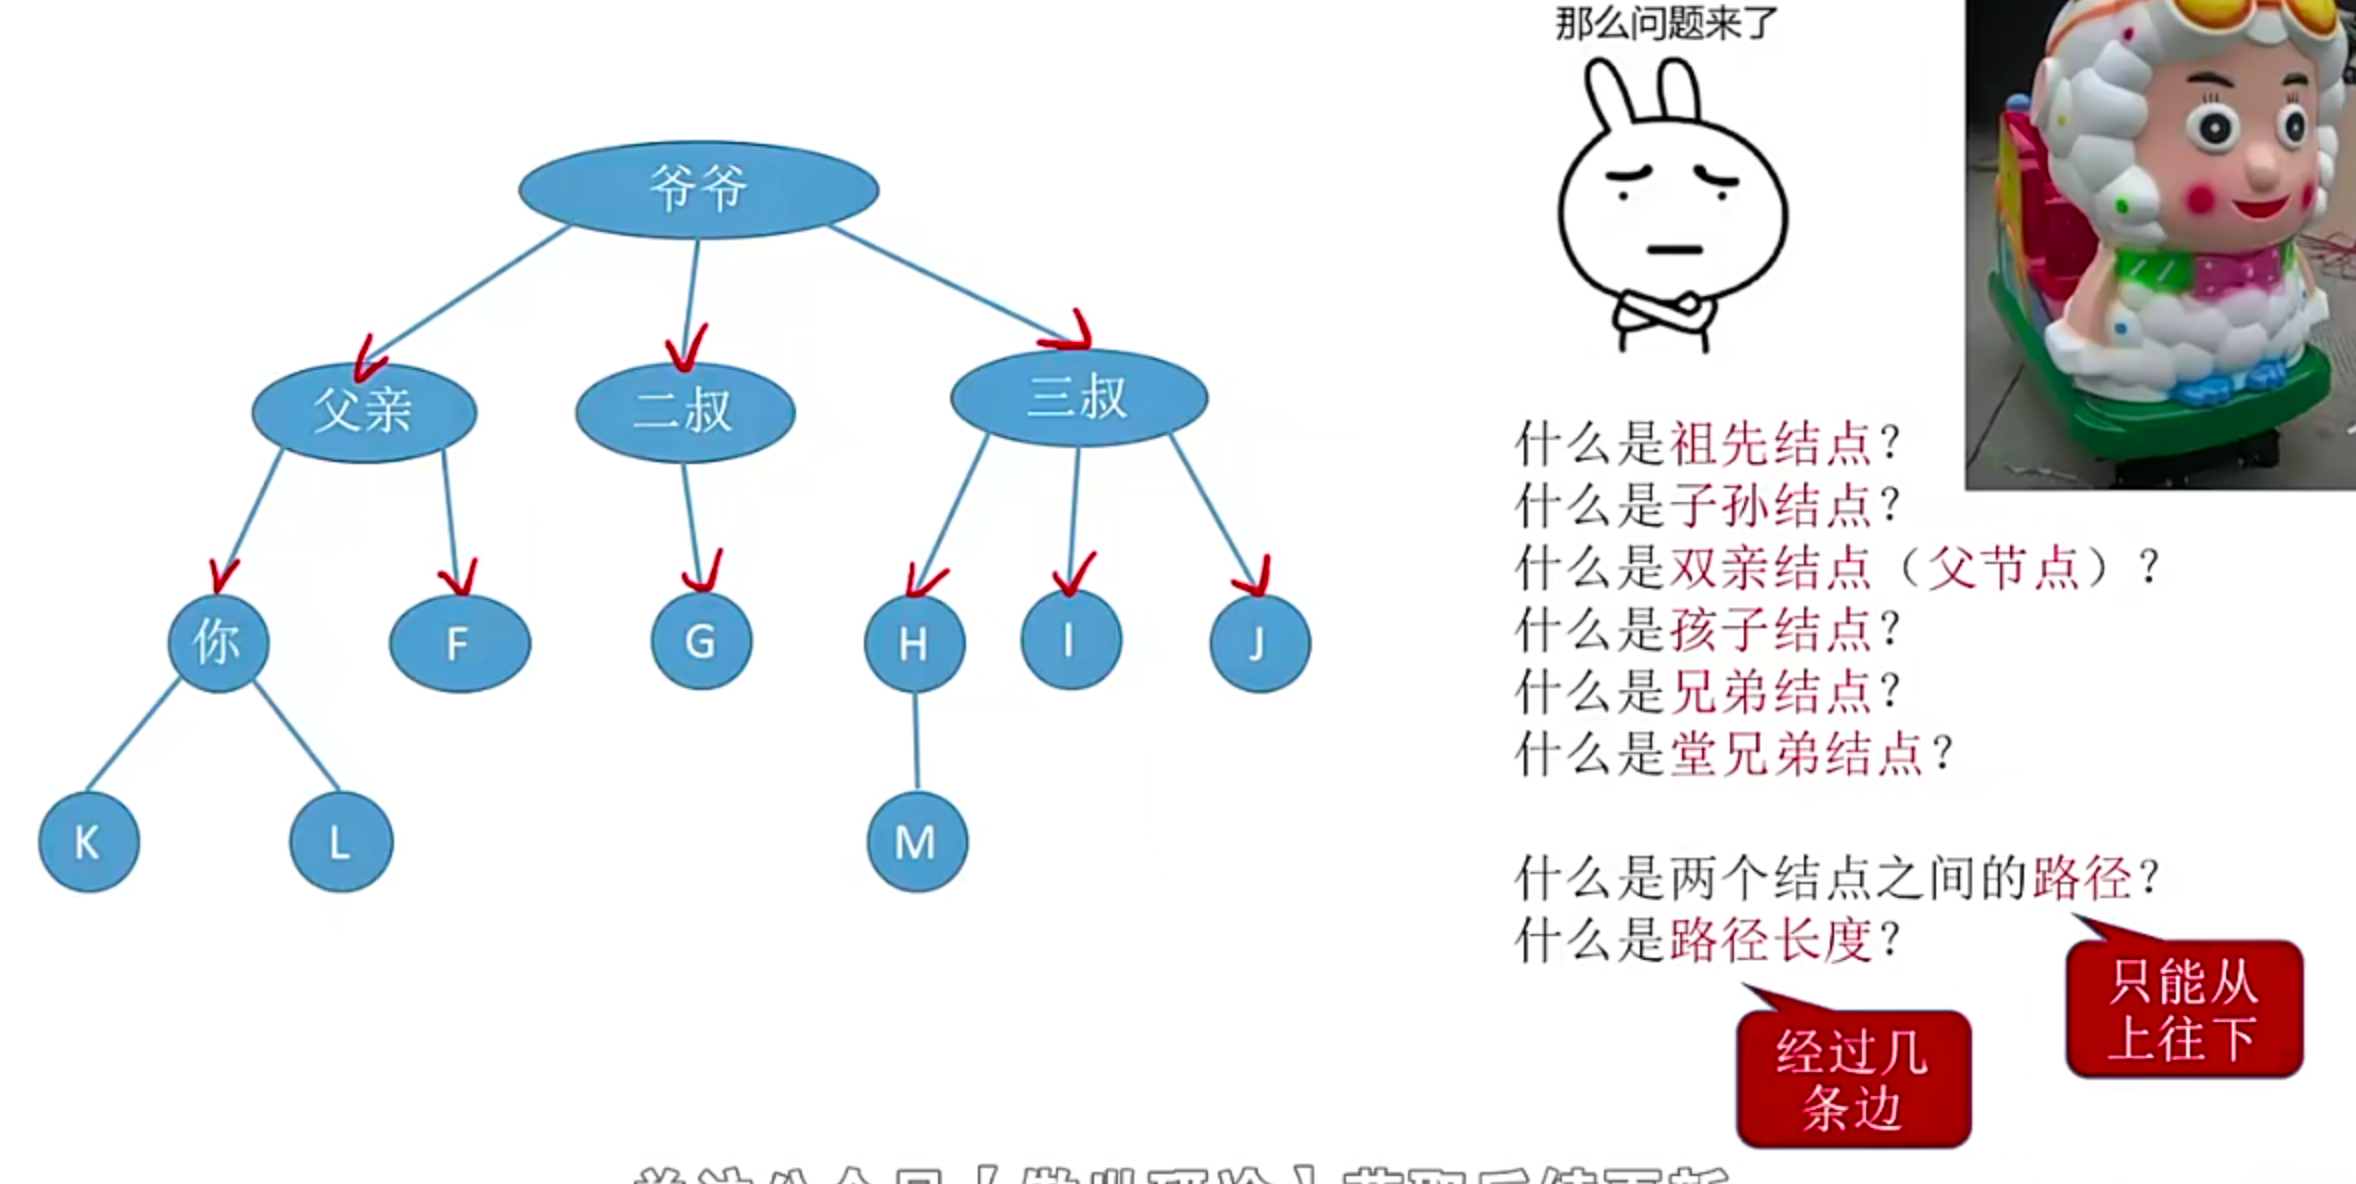 那么问题来了
爷爷
父亲 二叔 三叔
你 F G H I J
K L M
什么是祖先结点?
什么是子孙结点?
什么是双亲结点（父节点）?
什么是孩子结点?
什么是兄弟结点?
什么是堂兄弟结点?
什么是两个结点之间的路径?
什么是路径长度?
只能从
上往下
经过几
条边